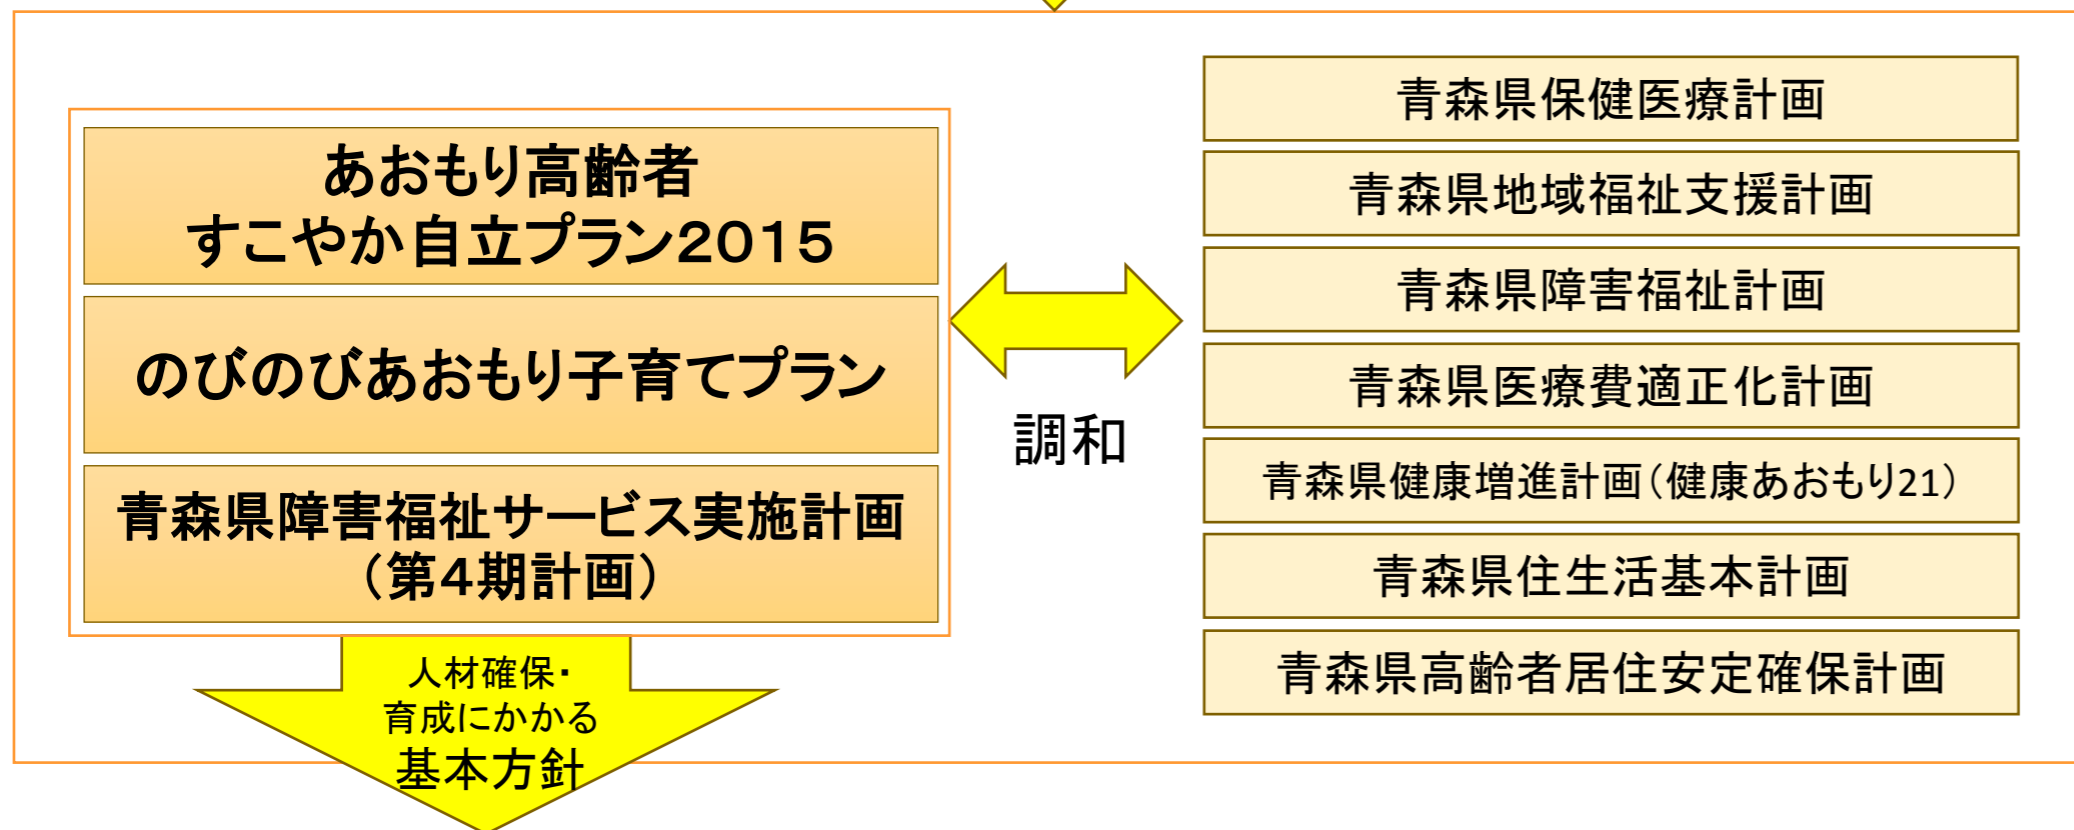 あおもり高齢者
すこやか自立プラン2015
のびのびあおもり子育てプラン
青森県障害福祉サービス実施計画
（第4期計画）
人材確保・
育成にかかる
基本方針
調和
青森県保健医療計画
青森県地域福祉支援計画
青森県障害福祉計画
青森県医療費適正化計画
青森県健康増進計画（健康あおもり21）
青森県住生活基本計画
青森県高齢者居住安定確保計画